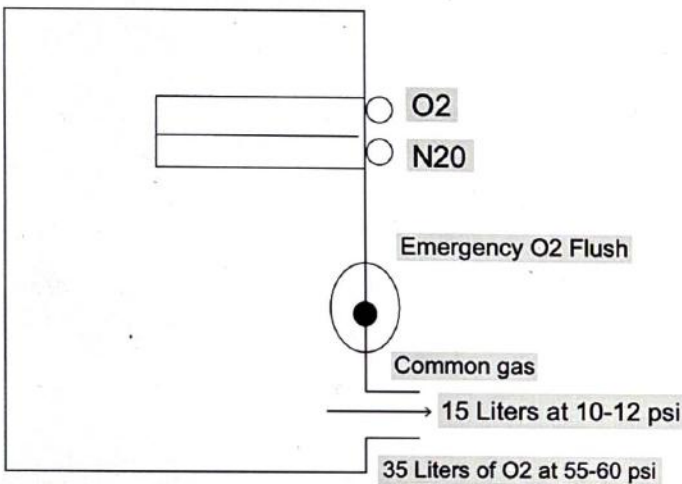 O2
N20
Emergency O2 Flush
Common gas
15 Liters at 10-12 psi
35 Liters of O2 at 55-60 psi